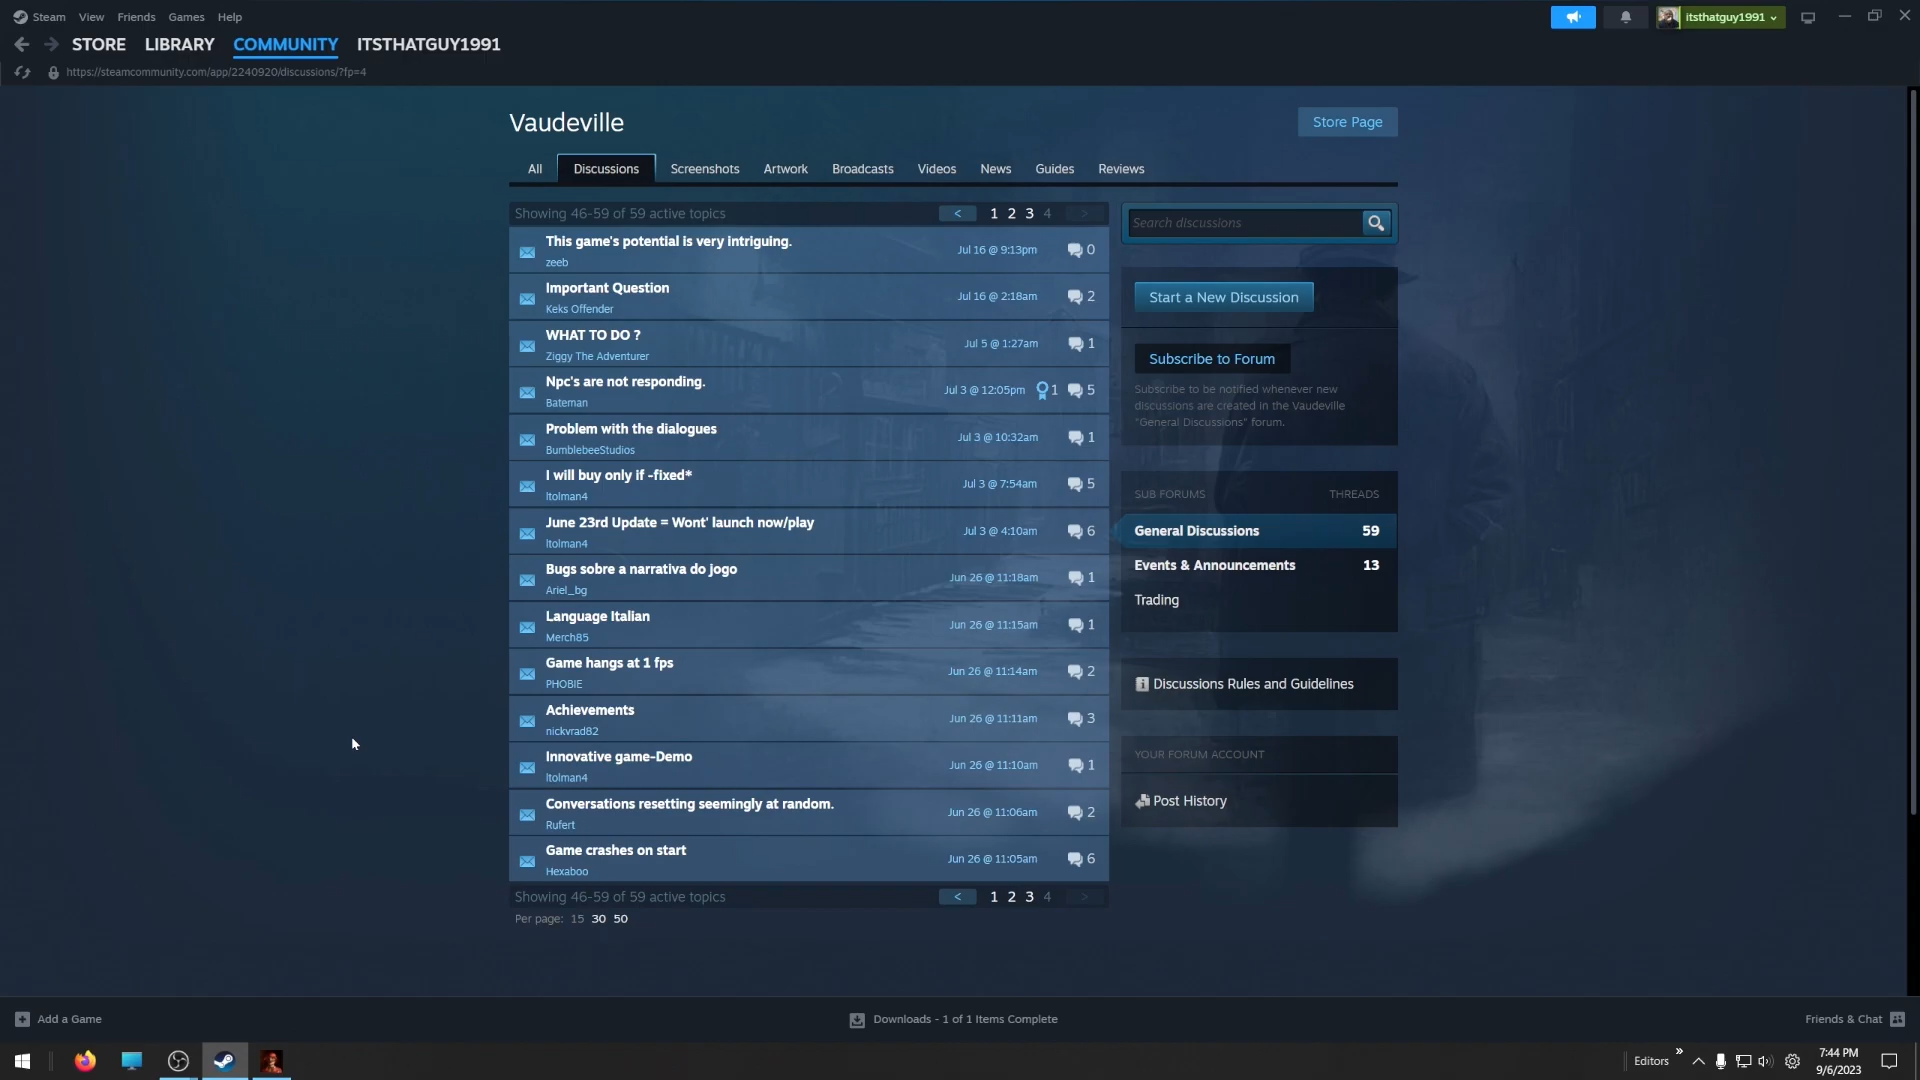 Steam View Friends Games Help
itsthatguy1991
STORE LIBRARY COMMUNITY ITSTHATGUY1991
https://steamcommunity.com/app/2240920/discussions/?fp=4
Vaudeville
Store Page
All Discussions Screenshots Artwork Broadcasts Videos News Guides Reviews
Showing 46-59 of 59 active topics < 1 2 3 4 >
This game's potential is very intriguing.
zeeb
Jul 16 @ 9:13pm 0
Important Question
Keks Offender
Jul 16 @ 2:18am 2
WHAT TO DO ?
Ziggy The Adventurer
Jul 5 @ 1:27am 1
Npc's are not responding.
Bateman
Jul 3 @ 12:05pm 1 5
Problem with the dialogues
BumblebeeStudios
Jul 3 @ 10:32am 1
I will buy only if -fixed*
ltolman4
Jul 3 @ 7:54am 5
June 23rd Update = Wont' launch now/play
ltolman4
Jul 3 @ 4:10am 6
Bugs sobre a narrativa do jogo
Ariel_bg
Jun 26 @ 11:18am 1
Language Italian
Merch85
Jun 26 @ 11:15am 1
Game hangs at 1 fps
PHOBIE
Jun 26 @ 11:14am 2
Achievements
nickvrad82
Jun 26 @ 11:11am 3
Innovative game-Demo
ltolman4
Jun 26 @ 11:10am 1
Conversations resetting seemingly at random.
Rufert
Jun 26 @ 11:06am 2
Game crashes on start
Hexaboo
Jun 26 @ 11:05am 6
Showing 46-59 of 59 active topics < 1 2 3 4 >
Per page: 15 30 50
Search discussions
Start a New Discussion
Subscribe to Forum
Subscribe to be notified whenever new
discussions are created in the Vaudeville
"General Discussions" forum.
SUB FORUMS THREADS
General Discussions 59
Events & Announcements 13
Trading
Discussions Rules and Guidelines
YOUR FORUM ACCOUNT
Post History
Add a Game
Downloads - 1 of 1 Items Complete
Friends & Chat
Editors »
7:44 PM
9/6/2023